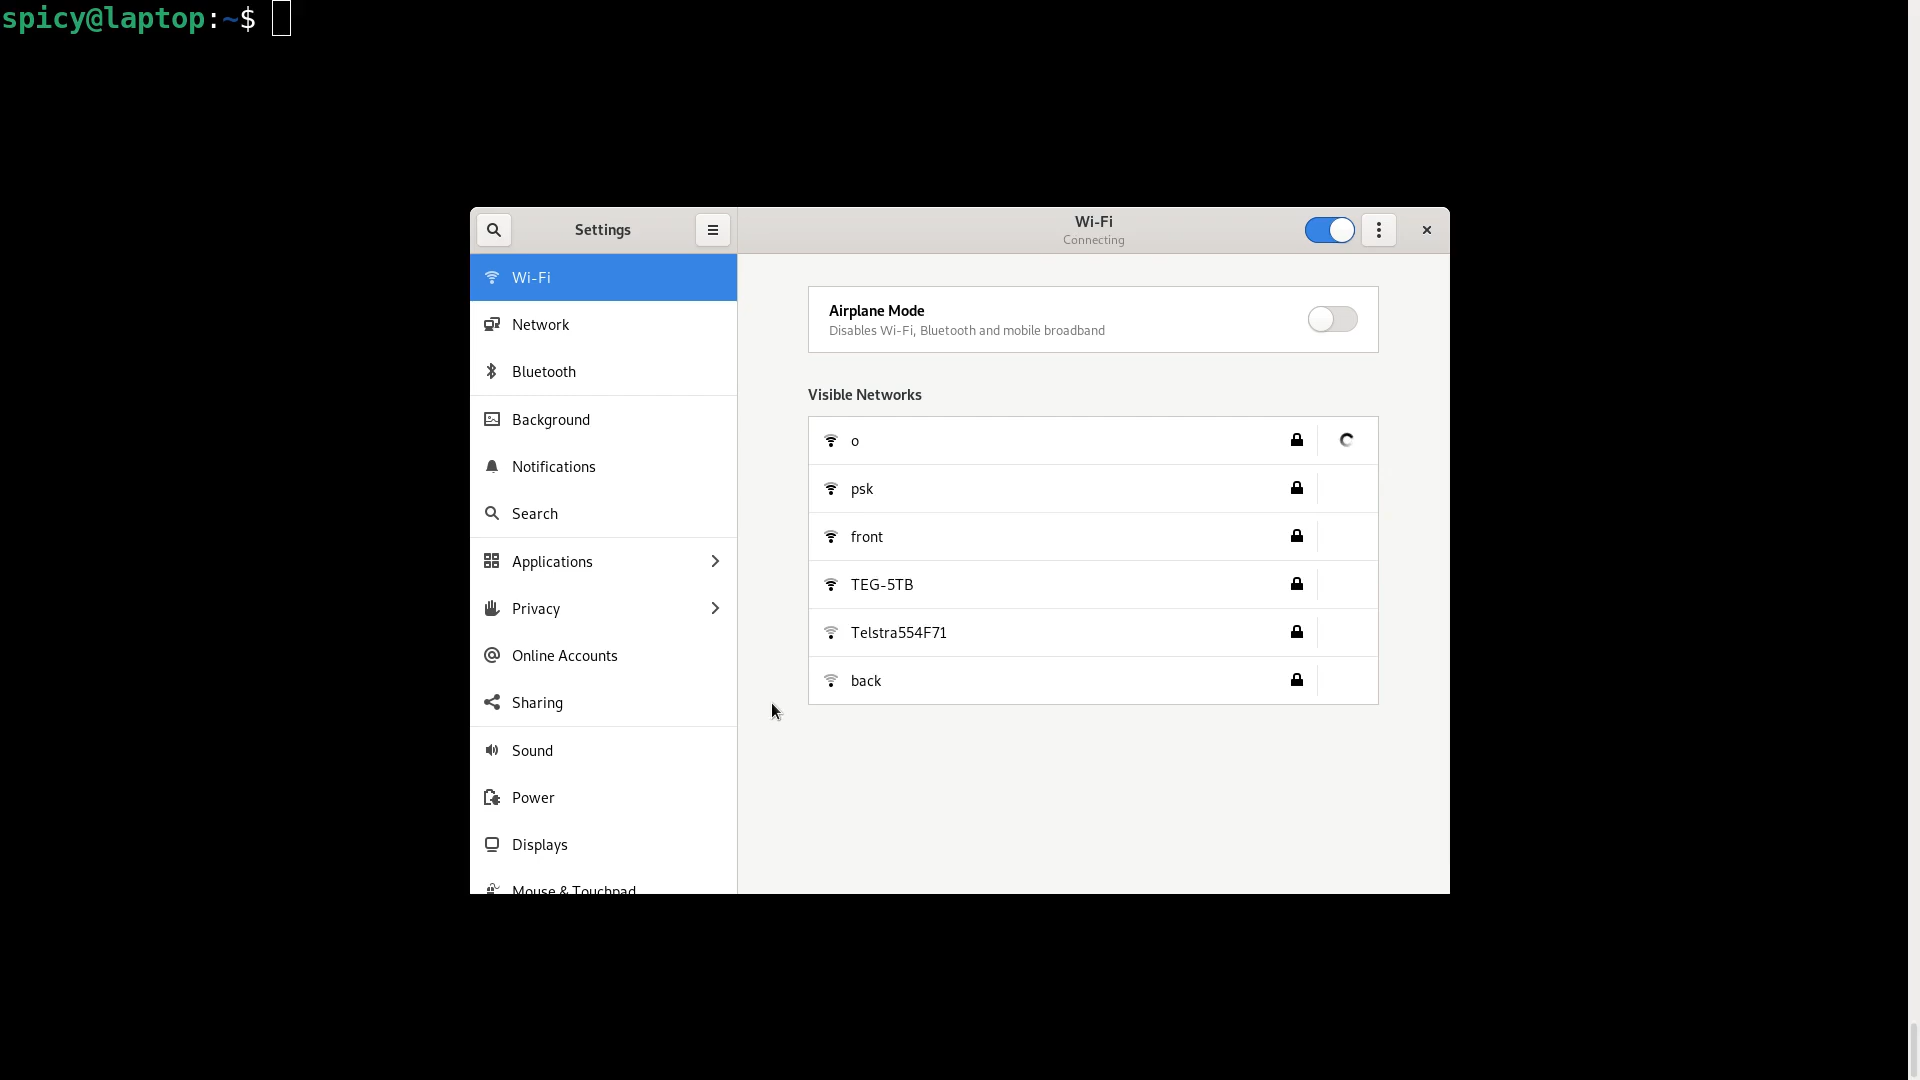 spicy@laptop:~$
Settings
Wi-Fi
Connecting
Wi-Fi
Network
Bluetooth
Background
Notifications
Search
Applications
Privacy
Online Accounts
Sharing
Sound
Power
Displays
Mouse & Touchpad
Airplane Mode
Disables Wi-Fi, Bluetooth and mobile broadband
Visible Networks
o
psk
front
TEG-5TB
Telstra554F71
back